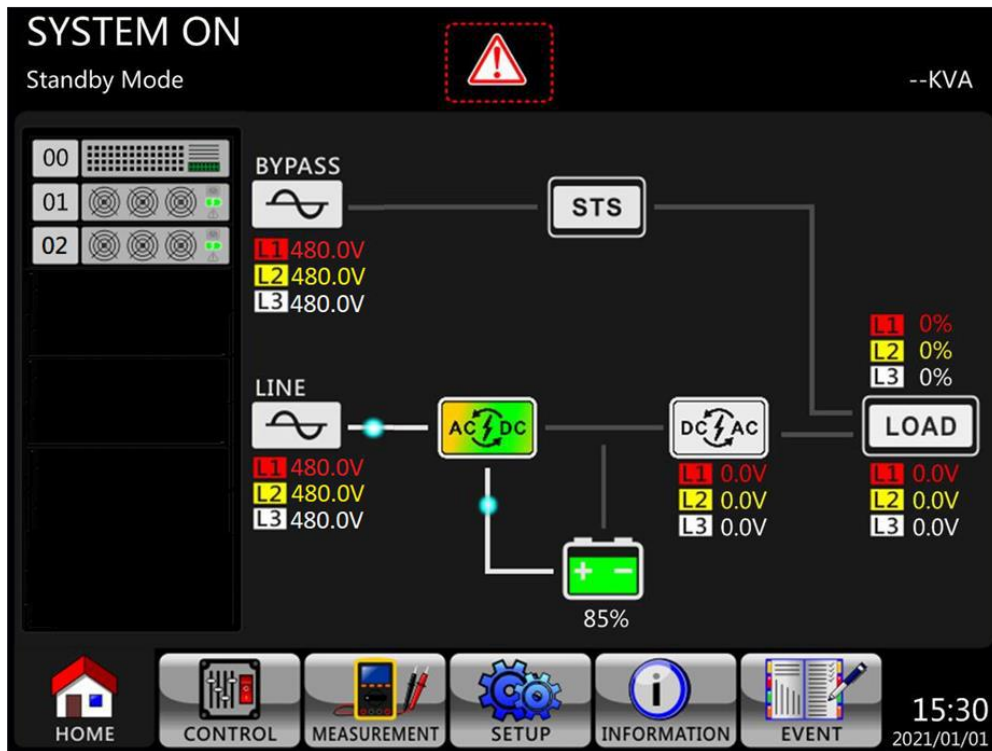 SYSTEM ON
Standby Mode
--KVA
00
01
02
BYPASS
L1 480.0V
L2 480.0V
L3 480.0V
STS
L1 0%
L2 0%
L3 0%
LINE
L1 480.0V
L2 480.0V
L3 480.0V
AC DC
DC AC
L1 0.0V
L2 0.0V
L3 0.0V
LOAD
L1 0.0V
L2 0.0V
L3 0.0V
+ −
85%
HOME
CONTROL
MEASUREMENT
SETUP
INFORMATION
EVENT
15:30
2021/01/01